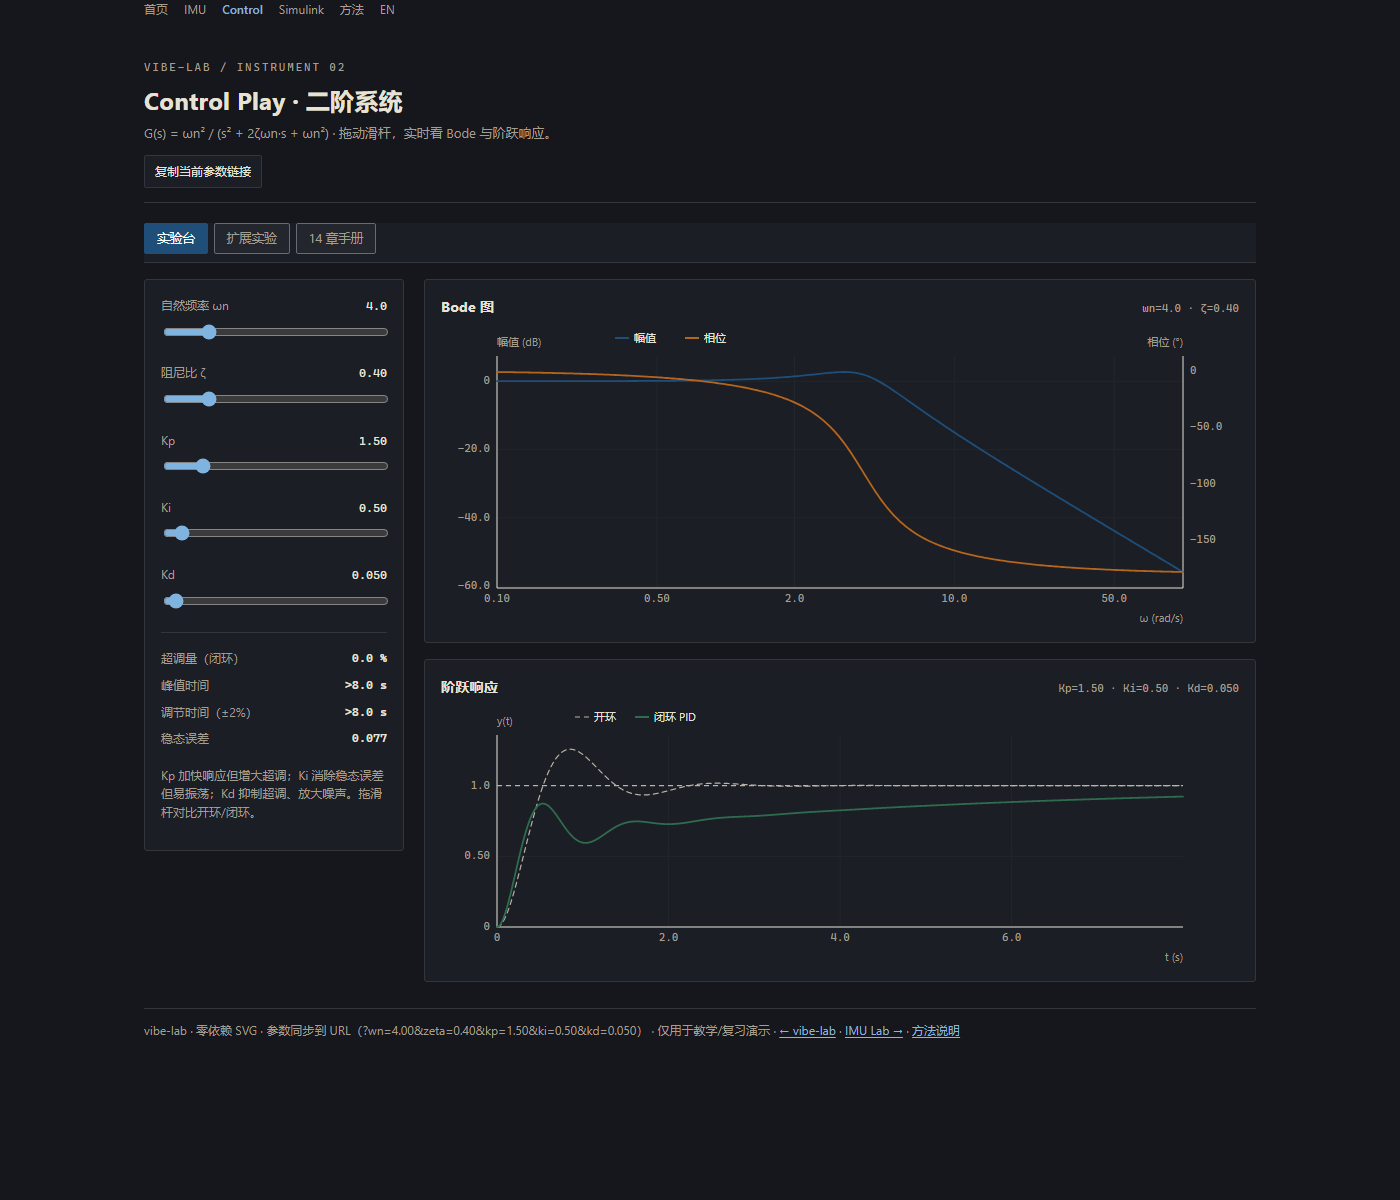 首页 IMU Control Simulink 方法 EN
VIBE-LAB / INSTRUMENT 02
Control Play · 二阶系统
G(s) = ωn² / (s² + 2ζωn·s + ωn²) · 拖动滑杆，实时看 Bode 与阶跃响应。
复制当前参数链接
实验台 扩展实验 14 章手册
自然频率 ωn 4.0
阻尼比 ζ 0.40
Kp 1.50
Ki 0.50
Kd 0.050
超调量（闭环） 0.0 %
峰值时间 >8.0 s
调节时间（±2%） >8.0 s
稳态误差 0.077
Kp 加快响应但增大超调；Ki 消除稳态误差
但易振荡；Kd 抑制超调、放大噪声。拖滑
杆对比开环/闭环。
Bode 图 ωn=4.0 · ζ=0.40
幅值 (dB) 幅值 相位 相位 (°)
0 0
−50.0
−20.0
−100
−40.0
−150
−60.0
0.10 0.50 2.0 10.0 50.0
ω (rad/s)
阶跃响应 Kp=1.50 · Ki=0.50 · Kd=0.050
y(t) 开环 闭环 PID
1.0
0.50
0
0 2.0 4.0 6.0
t (s)
vibe-lab · 零依赖 SVG · 参数同步到 URL（?wn=4.00&zeta=0.40&kp=1.50&ki=0.50&kd=0.050） · 仅用于教学/复习演示 · ← vibe-lab · IMU Lab → · 方法说明